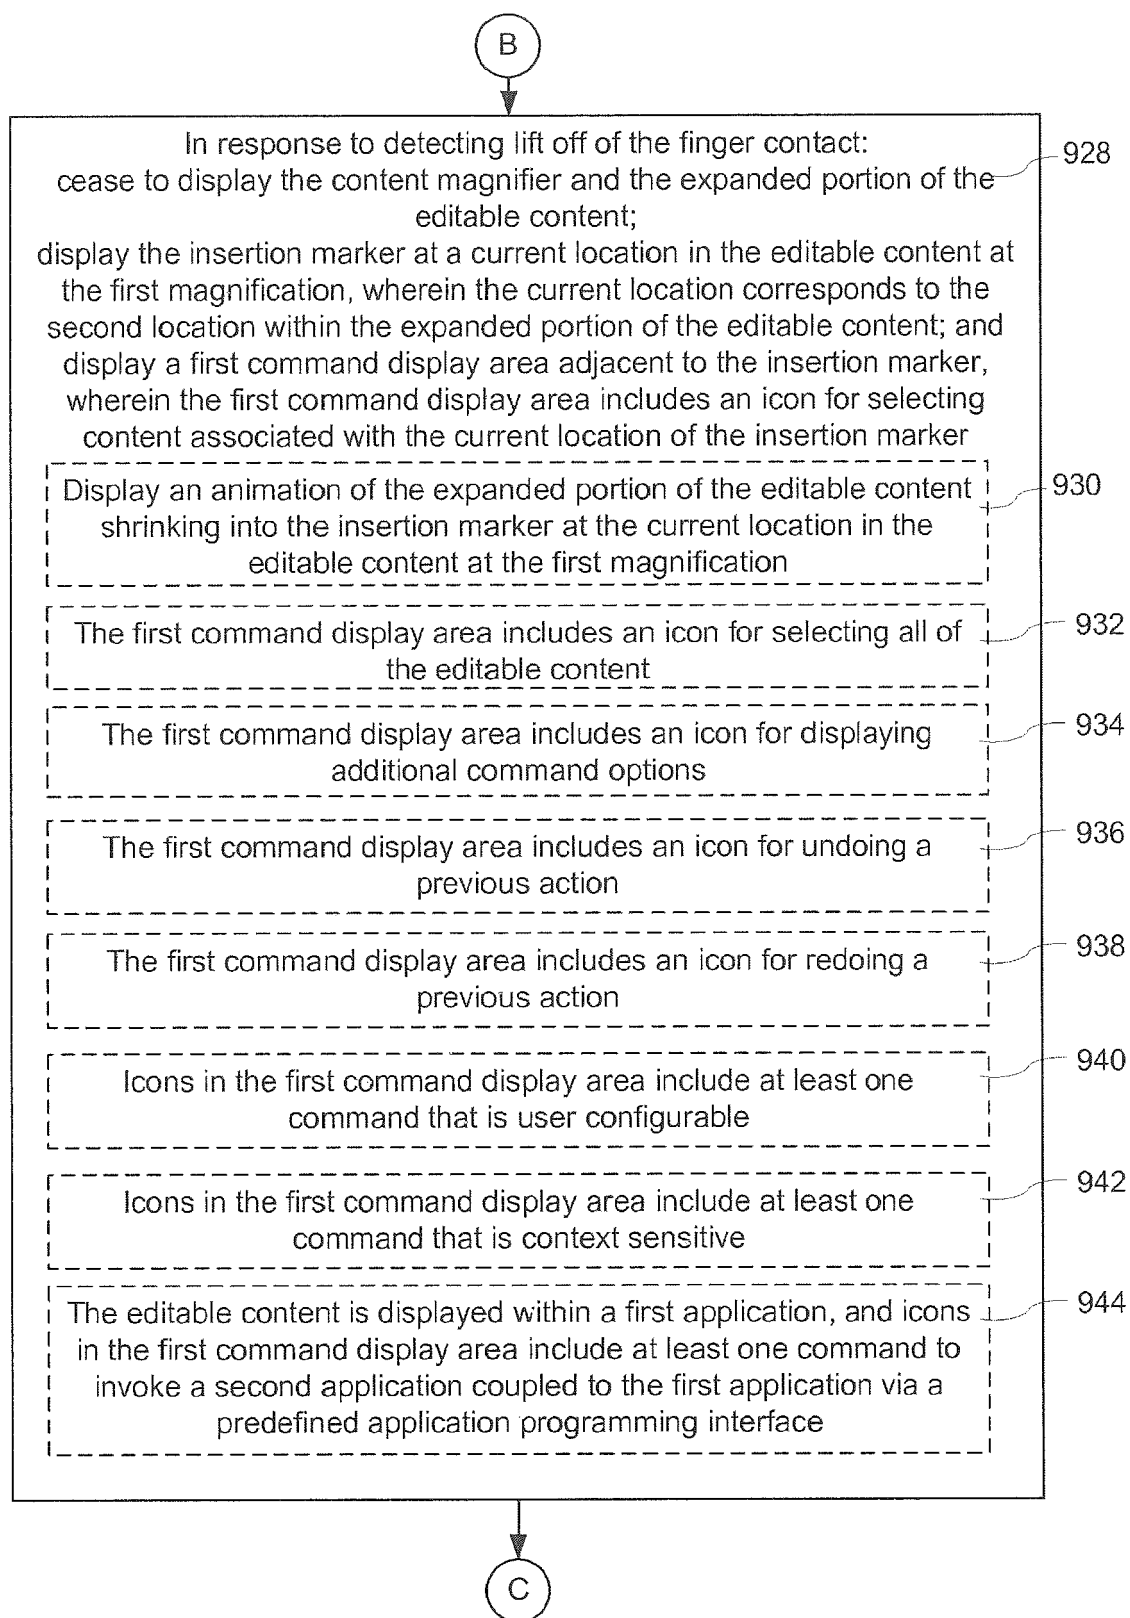 B
In response to detecting lift off of the finger contact:
928
cease to display the content magnifier and the expanded portion of the
editable content;
display the insertion marker at a current location in the editable content at
the first magnification, wherein the current location corresponds to the
second location within the expanded portion of the editable content; and
display a first command display area adjacent to the insertion marker,
wherein the first command display area includes an icon for selecting
content associated with the current location of the insertion marker
Display an animation of the expanded portion of the editable content
930
shrinking into the insertion marker at the current location in the
editable content at the first magnification
The first command display area includes an icon for selecting all of
932
the editable content
The first command display area includes an icon for displaying
934
additional command options
The first command display area includes an icon for undoing a
936
previous action
The first command display area includes an icon for redoing a
938
previous action
Icons in the first command display area include at least one
940
command that is user configurable
Icons in the first command display area include at least one
942
command that is context sensitive
The editable content is displayed within a first application, and icons
944
in the first command display area include at least one command to
invoke a second application coupled to the first application via a
predefined application programming interface
C